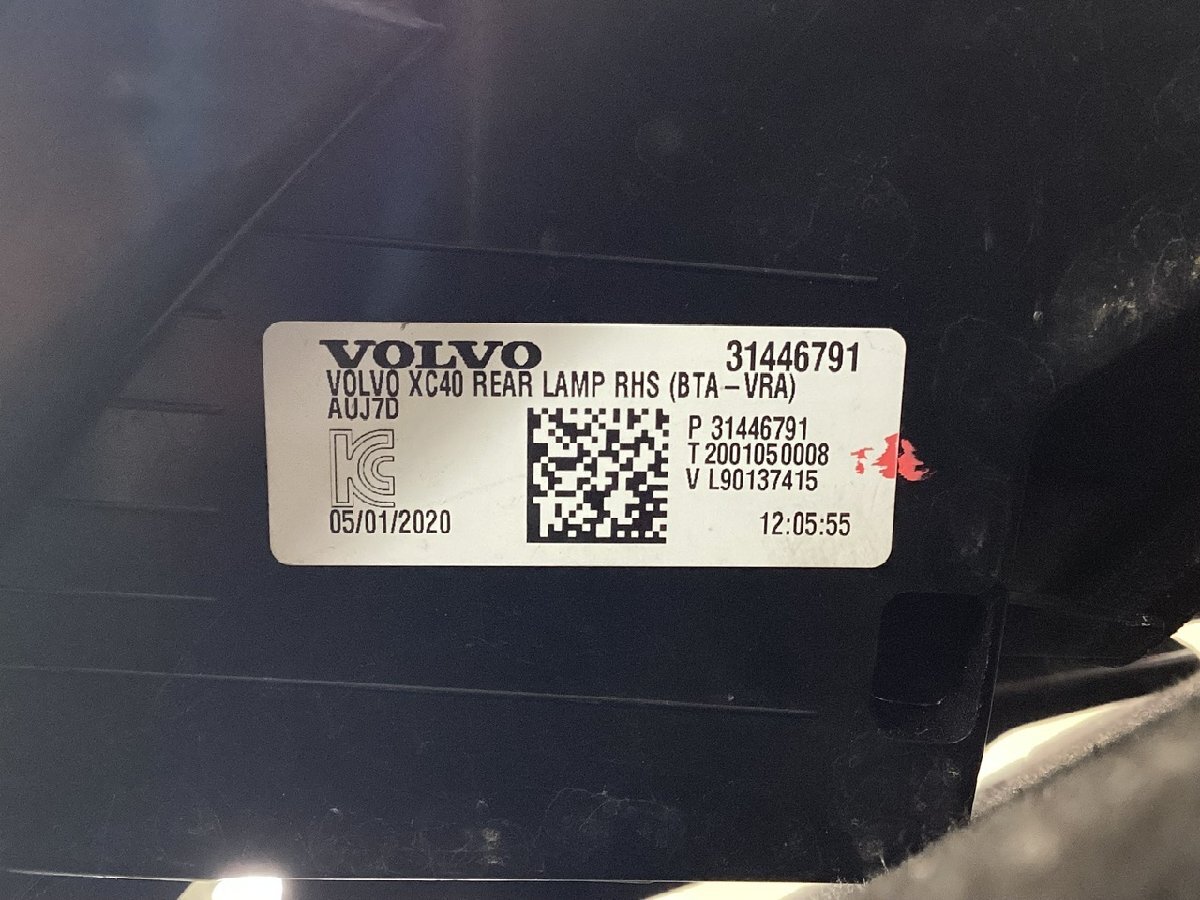 VOLVO 31446791
VOLVO XC40 REAR LAMP RHS (BTA-VRA)
AUJ7D
P 31446791
T 2001050008
V L90137415
KC
05/01/2020 12:05:55